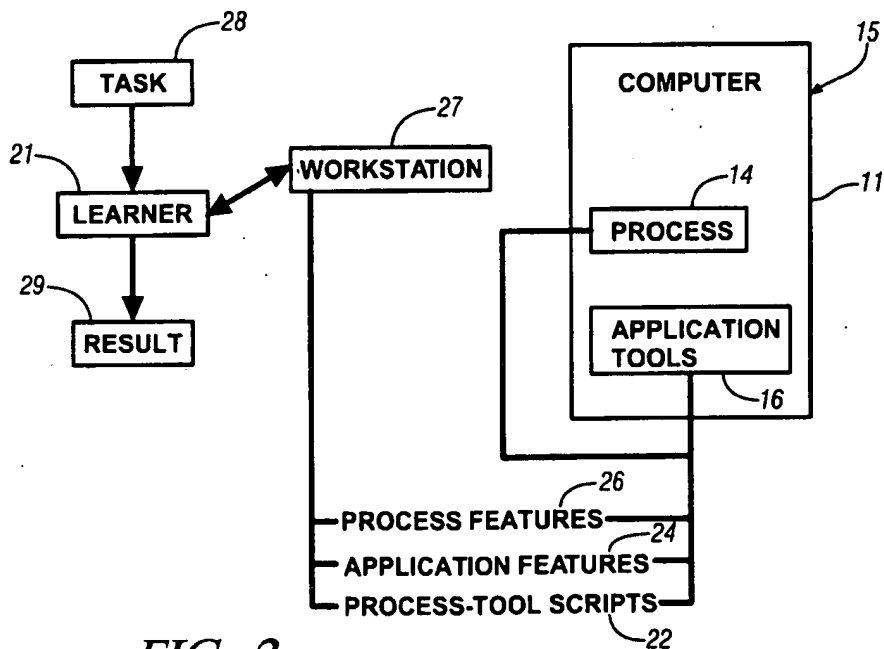 28
TASK
21
LEARNER
29
RESULT
27
WORKSTATION
15
COMPUTER
14
11
PROCESS
APPLICATION
TOOLS
16
26
PROCESS FEATURES
24
APPLICATION FEATURES
PROCESS-TOOL SCRIPTS
22